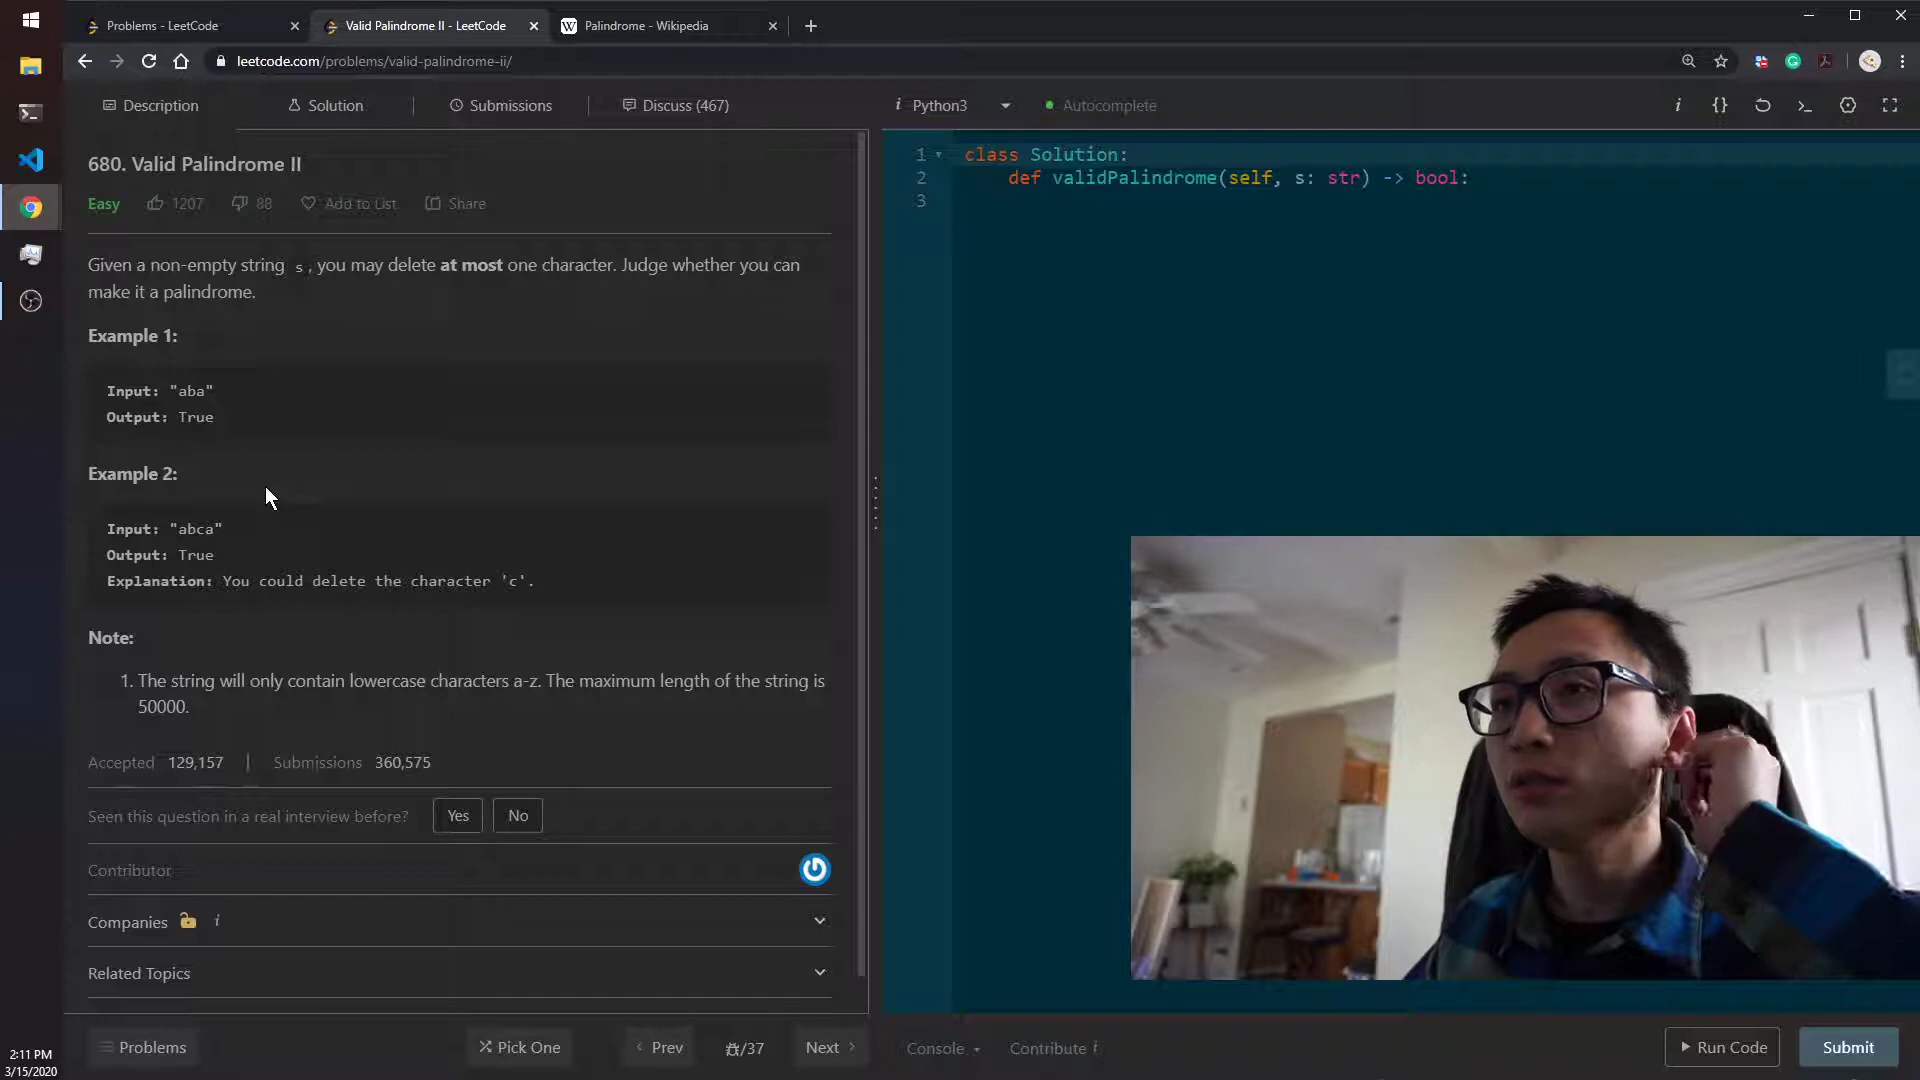 Problems - LeetCode
Valid Palindrome II - LeetCode
Palindrome - Wikipedia
leetcode.com/problems/valid-palindrome-ii/
Description
Solution
Submissions
Discuss (467)
i Python3
Autocomplete
680. Valid Palindrome II
Easy
1207
88
Add to List
Share
Given a non-empty string s, you may delete at most one character. Judge whether you can
make it a palindrome.
Example 1:
Input: "aba"
Output: True
Example 2:
Input: "abca"
Output: True
Explanation: You could delete the character 'c'.
Note:
1. The string will only contain lowercase characters a-z. The maximum length of the string is
50000.
Accepted 129,157 | Submissions 360,575
Seen this question in a real interview before? Yes No
Contributor
Companies i
Related Topics
Problems
Pick One
Prev
/37
Next
1 class Solution:
2 def validPalindrome(self, s: str) -> bool:
3
Console
Contribute i
Run Code
Submit
2:11 PM
3/15/2020